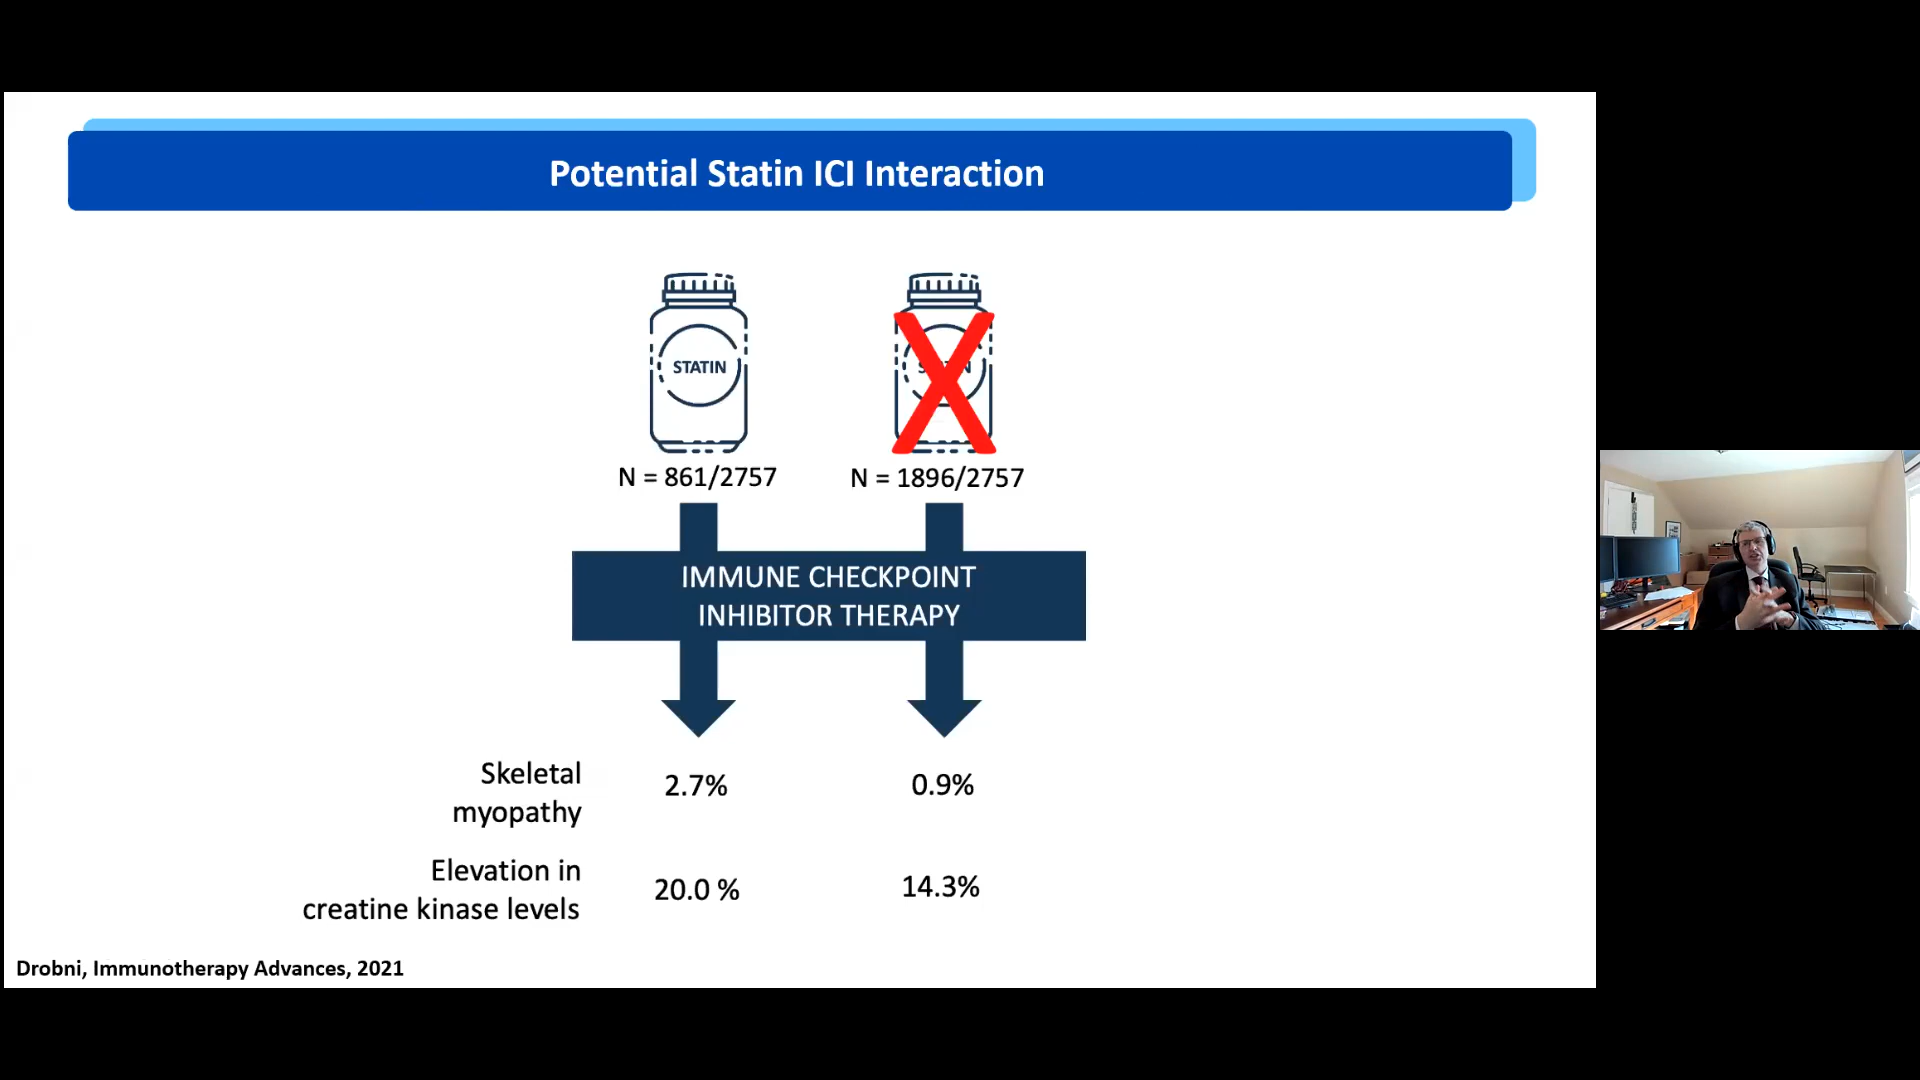 Potential Statin ICI Interaction
STATIN
N = 861/2757
N = 1896/2757
IMMUNE CHECKPOINT
INHIBITOR THERAPY
Skeletal
myopathy
2.7%
0.9%
Elevation in
creatine kinase levels
20.0 %
14.3%
Drobni, Immunotherapy Advances, 2021